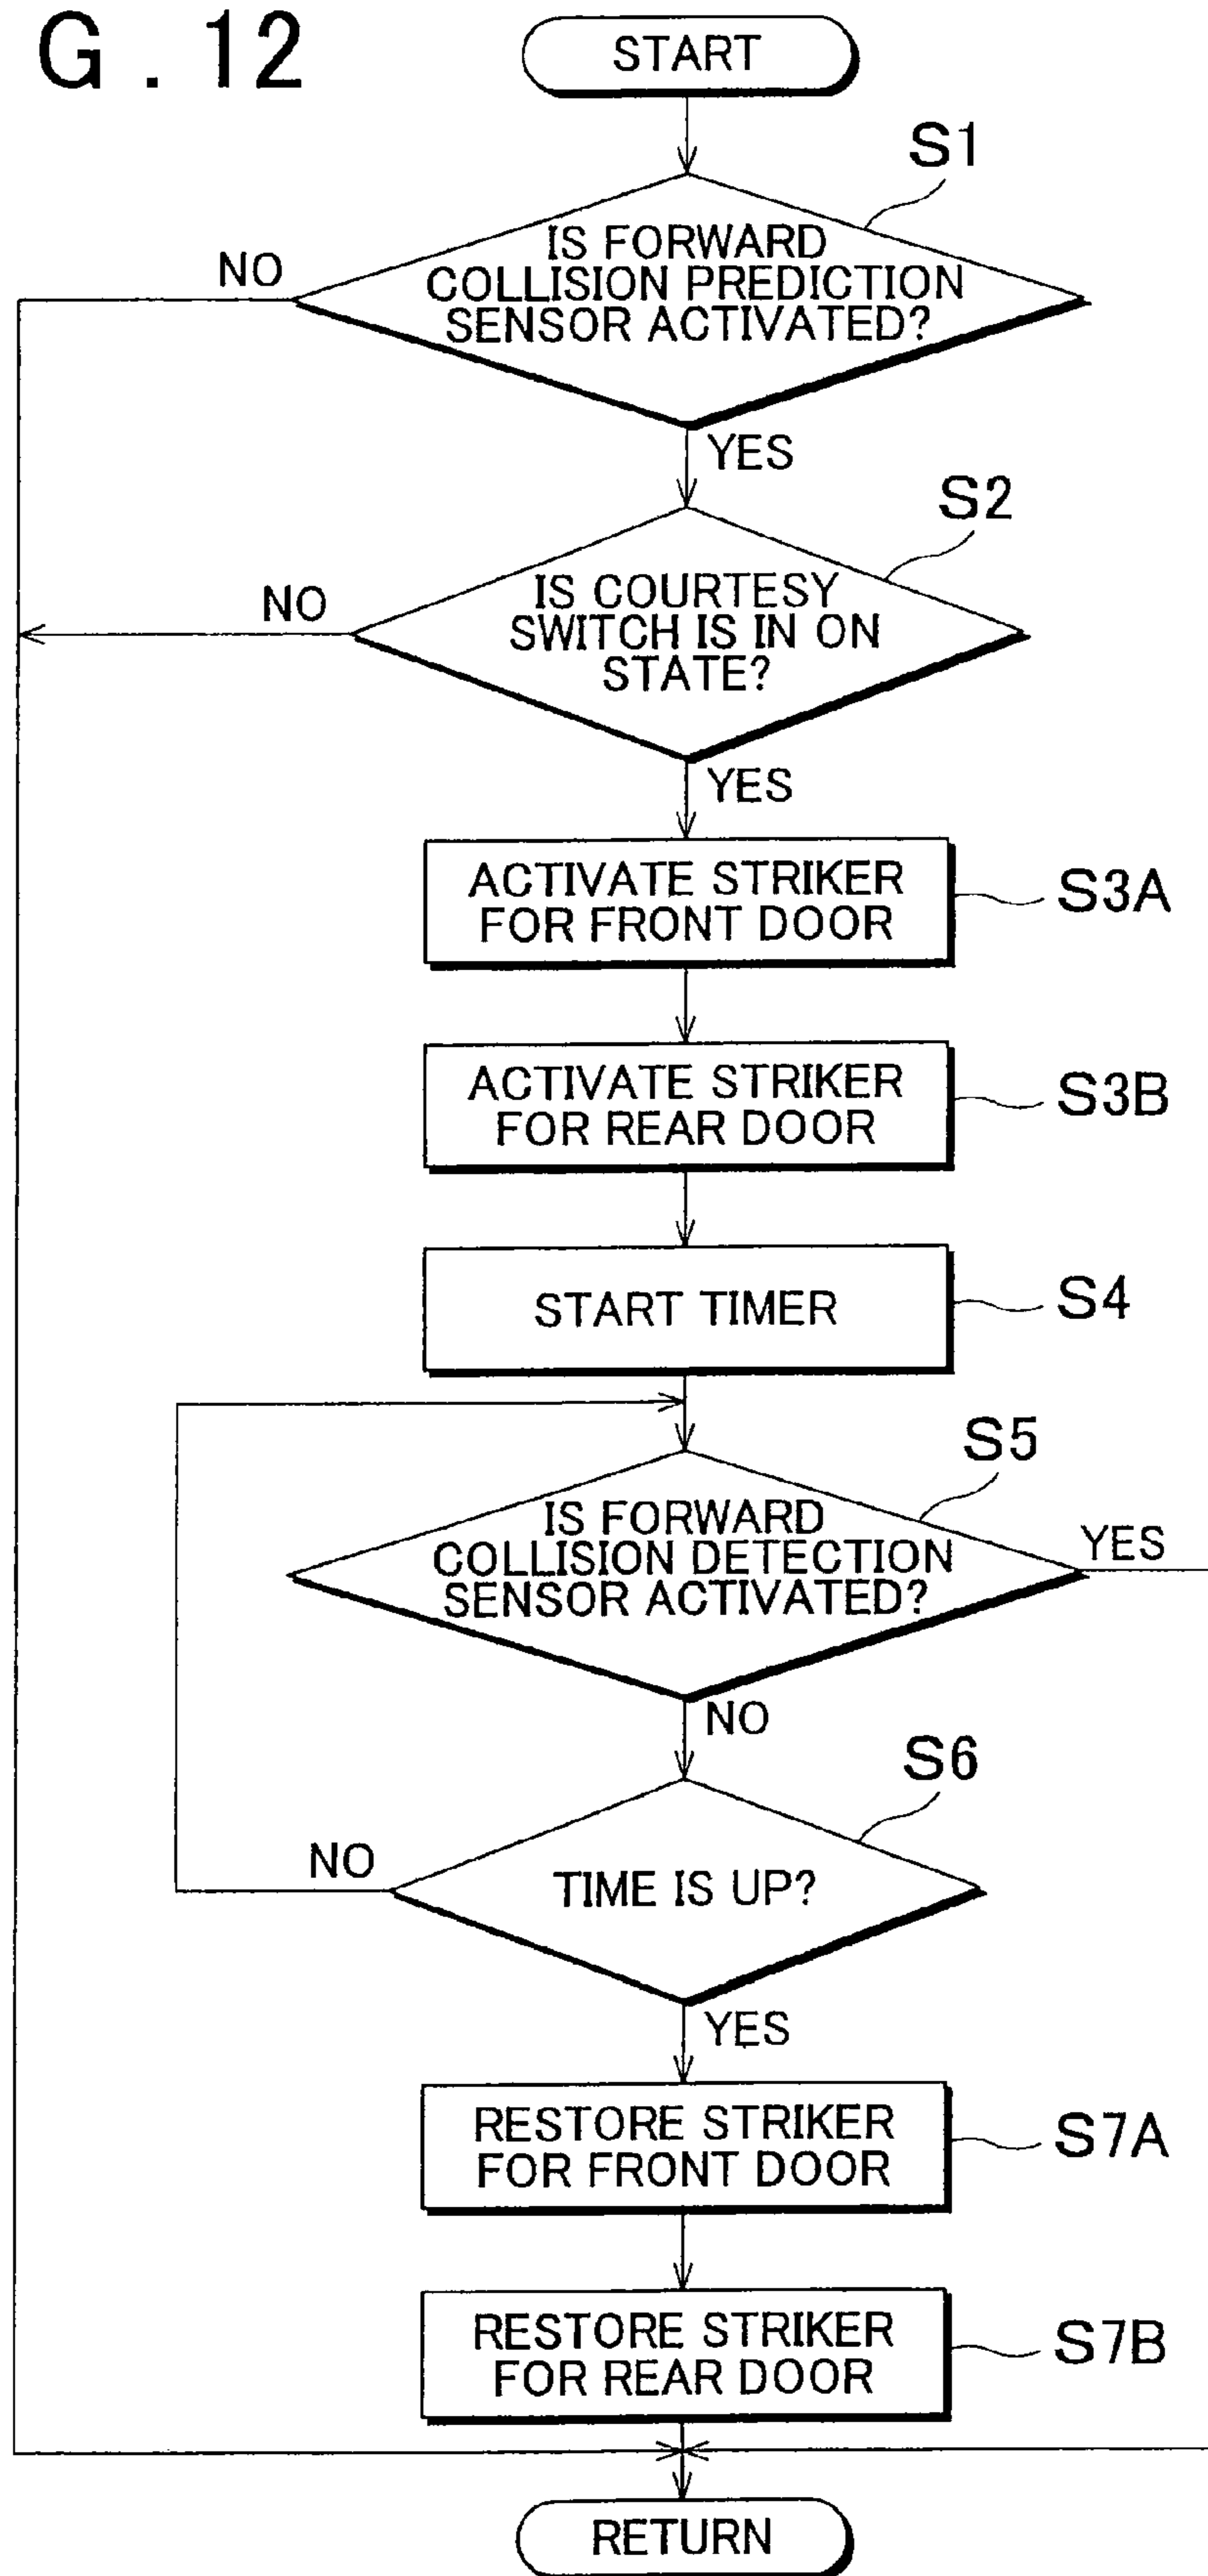 G . 12
START
S1
IS FORWARD
COLLISION PREDICTION
SENSOR ACTIVATED?
NO
YES
S2
IS COURTESY
SWITCH IS IN ON
STATE?
NO
YES
ACTIVATE STRIKER
FOR FRONT DOOR
S3A
ACTIVATE STRIKER
FOR REAR DOOR
S3B
START TIMER
S4
S5
IS FORWARD
COLLISION DETECTION
SENSOR ACTIVATED?
YES
NO
S6
TIME IS UP?
NO
YES
RESTORE STRIKER
FOR FRONT DOOR
S7A
RESTORE STRIKER
FOR REAR DOOR
S7B
RETURN